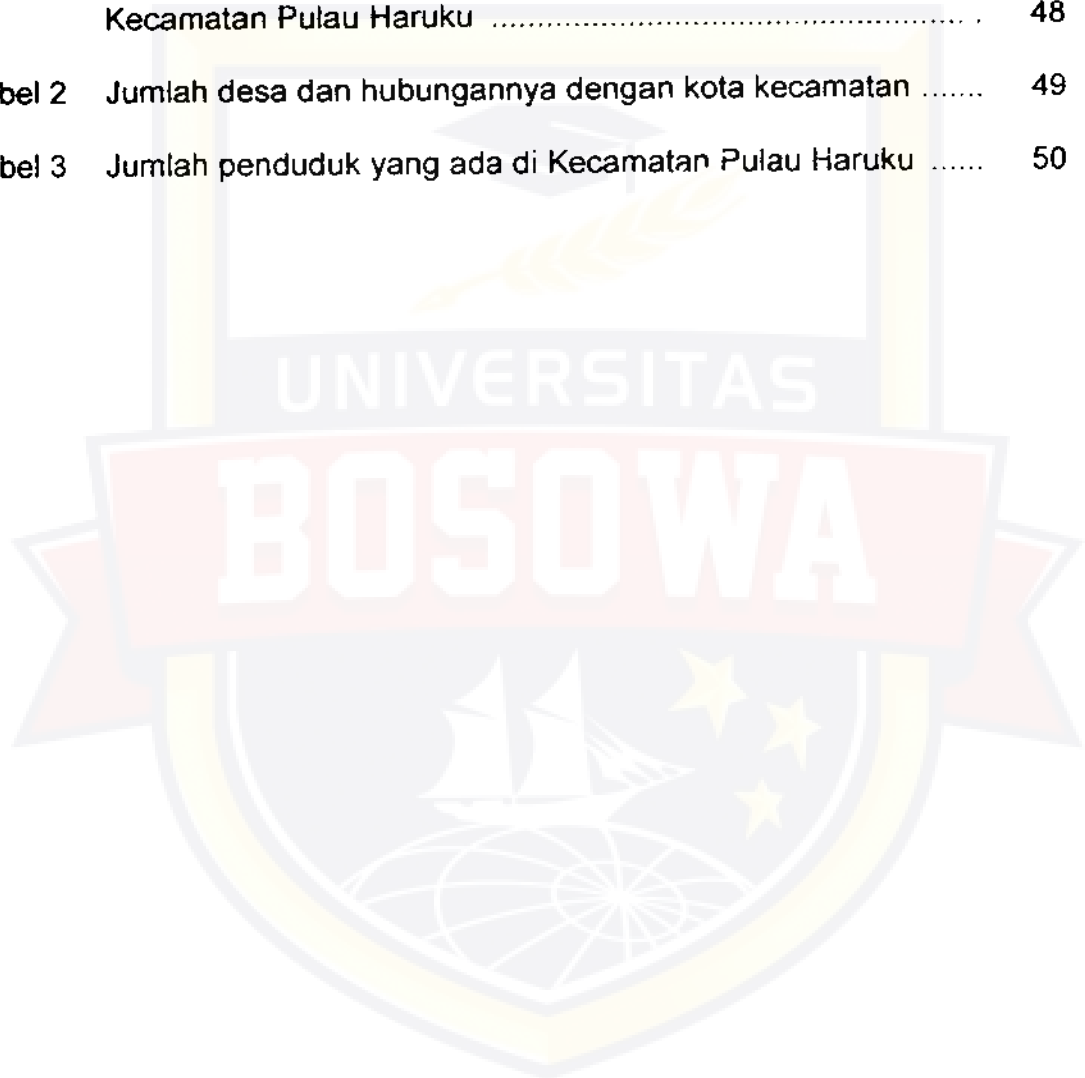 Kecamatan Pulau Haruku ...................................................... 48
bel 2 Jumlah desa dan hubungannya dengan kota kecamatan ....... 49
bel 3 Jumlah penduduk yang ada di Kecamatan Pulau Haruku ...... 50
UNIVERSITAS
BOSOWA